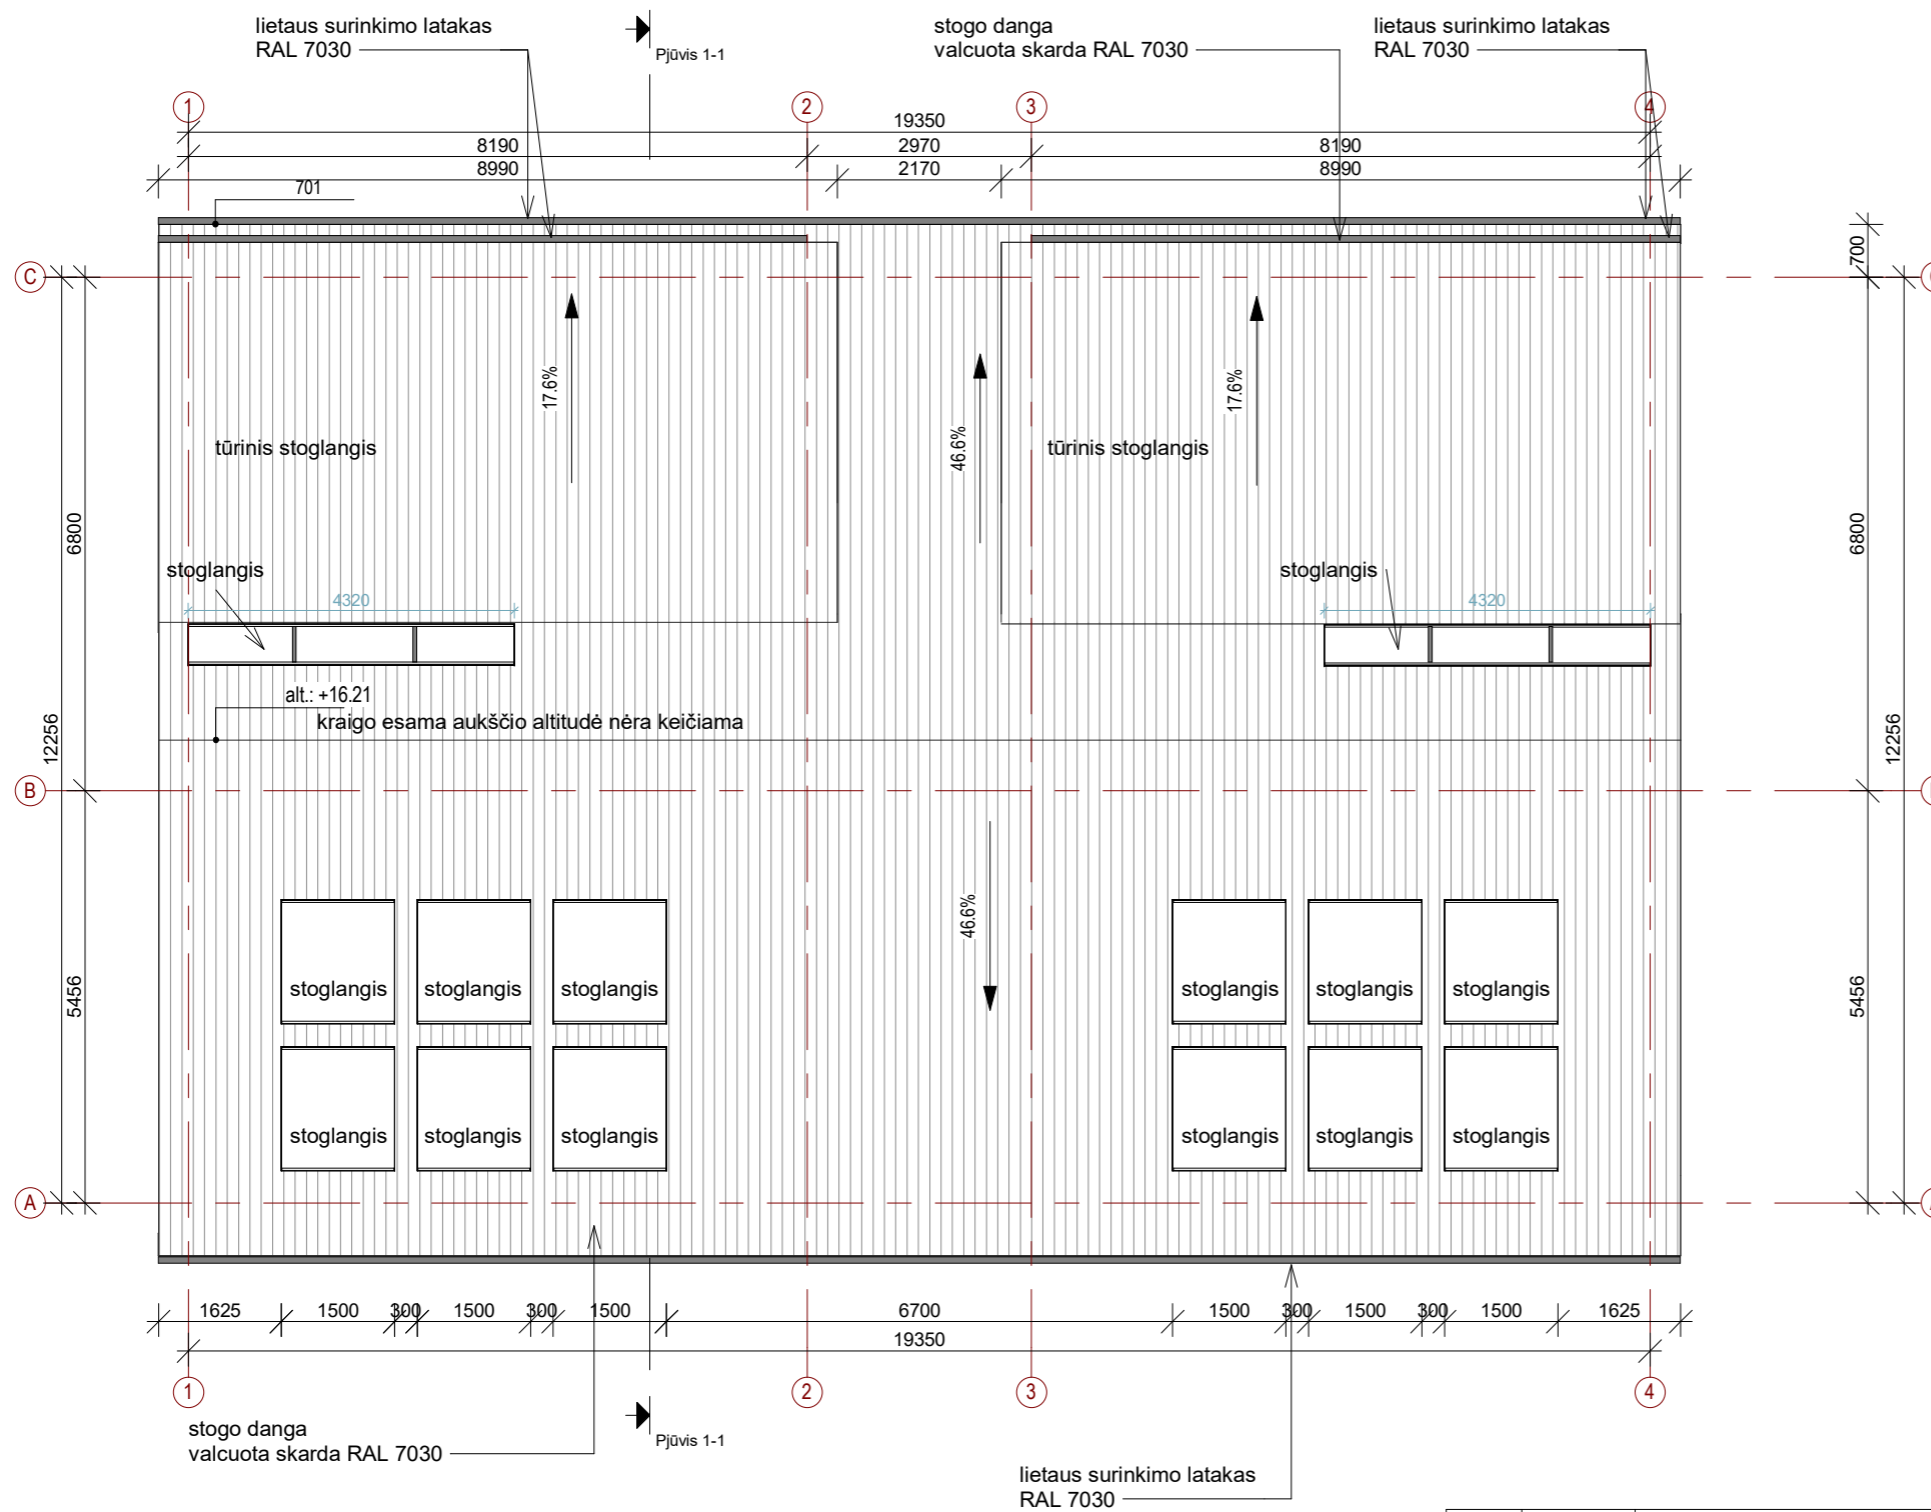 lietaus surinkimo latakas
RAL 7030
Pjūvis 1-1
stogo danga
valcuota skarda RAL 7030
lietaus surinkimo latakas
RAL 7030
1
2
3
4
19350
8190
2970
8190
8990
2170
8990
701
700
C
17.6%
46.6%
17.6%
tūrinis stoglangis
tūrinis stoglangis
6800
6800
stoglangis
stoglangis
4320
4320
alt.: +16.21
kraigo esama aukščio altitudė nėra keičiama
12256
12256
B
46.6%
5456
5456
stoglangis
stoglangis
stoglangis
stoglangis
stoglangis
stoglangis
stoglangis
stoglangis
stoglangis
stoglangis
stoglangis
stoglangis
A
1625
1500
300
1500
300
1500
6700
1500
300
1500
300
1500
1625
19350
1
2
3
4
stogo danga
valcuota skarda RAL 7030
Pjūvis 1-1
lietaus surinkimo latakas
RAL 7030